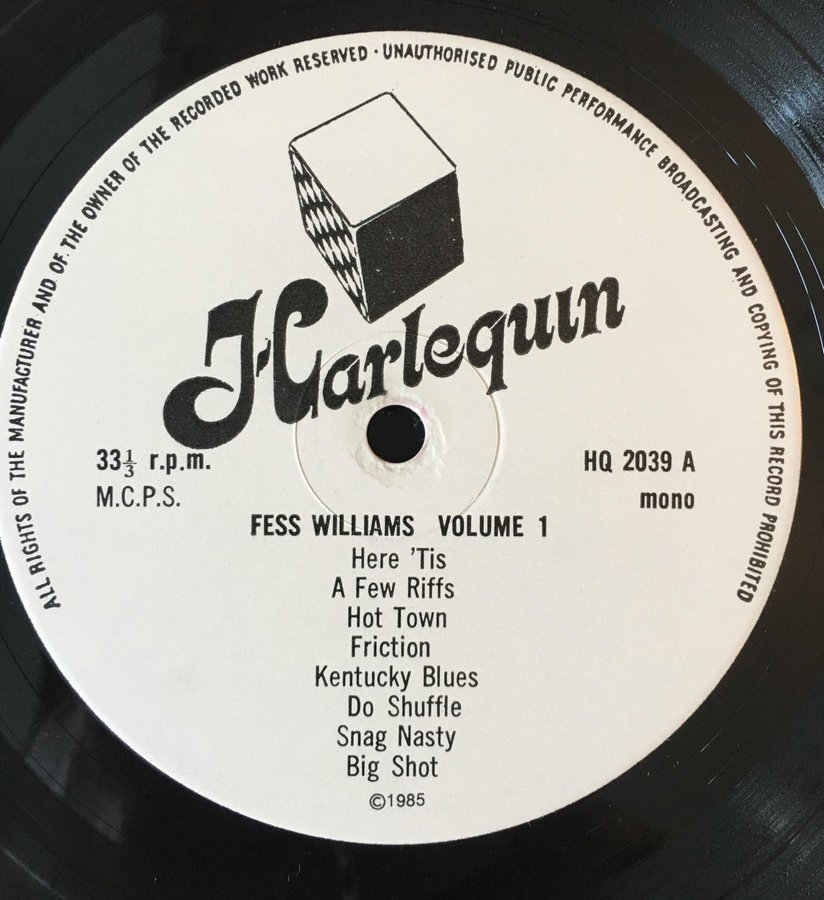 ALL RIGHTS OF THE MANUFACTURER AND OF THE OWNER OF THE RECORDED WORK RESERVED · UNAUTHORISED PUBLIC PERFORMANCE BROADCASTING AND COPYING OF THIS RECORD PROHIBITED
Harlequin
33⅓ r.p.m.
M.C.P.S.
HQ 2039 A
mono
FESS WILLIAMS VOLUME 1
Here 'Tis
A Few Riffs
Hot Town
Friction
Kentucky Blues
Do Shuffle
Snag Nasty
Big Shot
©1985